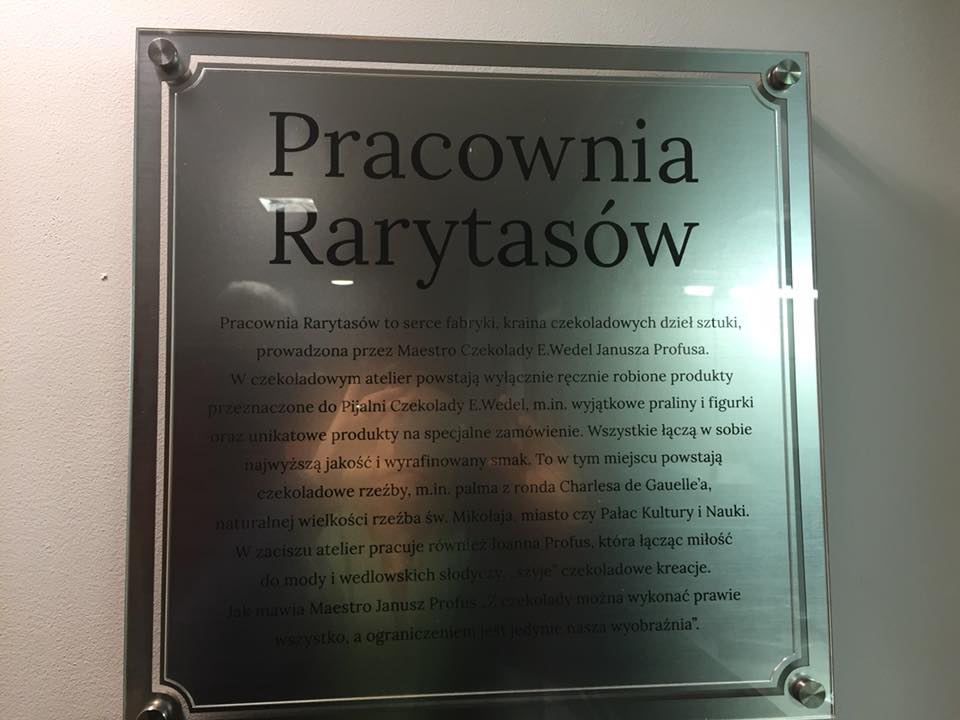 Pracownia
Rarytasów
Pracownia Rarytasów to serce fabryki, kraina czekoladowych dzieł sztuki,
prowadzona przez Maestro Czekolady E.Wedel Janusza Profusa.
W czekoladowym atelier powstają wyłącznie ręcznie robione produkty
przeznaczone do Pijalni Czekolady E.Wedel, m.in. wyjątkowe praliny i figurki
oraz unikatowe produkty na specjalne zamówienie. Wszystkie łączą w sobie
najwyższą jakość i wyrafinowany smak. To w tym miejscu powstają
czekoladowe rzeźby, m.in. palma z ronda Charlesa de Gauelle'a,
naturalnej wielkości rzeźba św. Mikołaja, miasto czy Pałac Kultury i Nauki.
W zaciszu atelier pracuje również Joanna Profus, która łącząc miłość
do mody i wedlowskich słodyczy, „szyje” czekoladowe kreacje.
Jak mawia Maestro Janusz Profus „Z czekolady można wykonać prawie
wszystko, a ograniczeniem jest jedynie nasza wyobraźnia”.